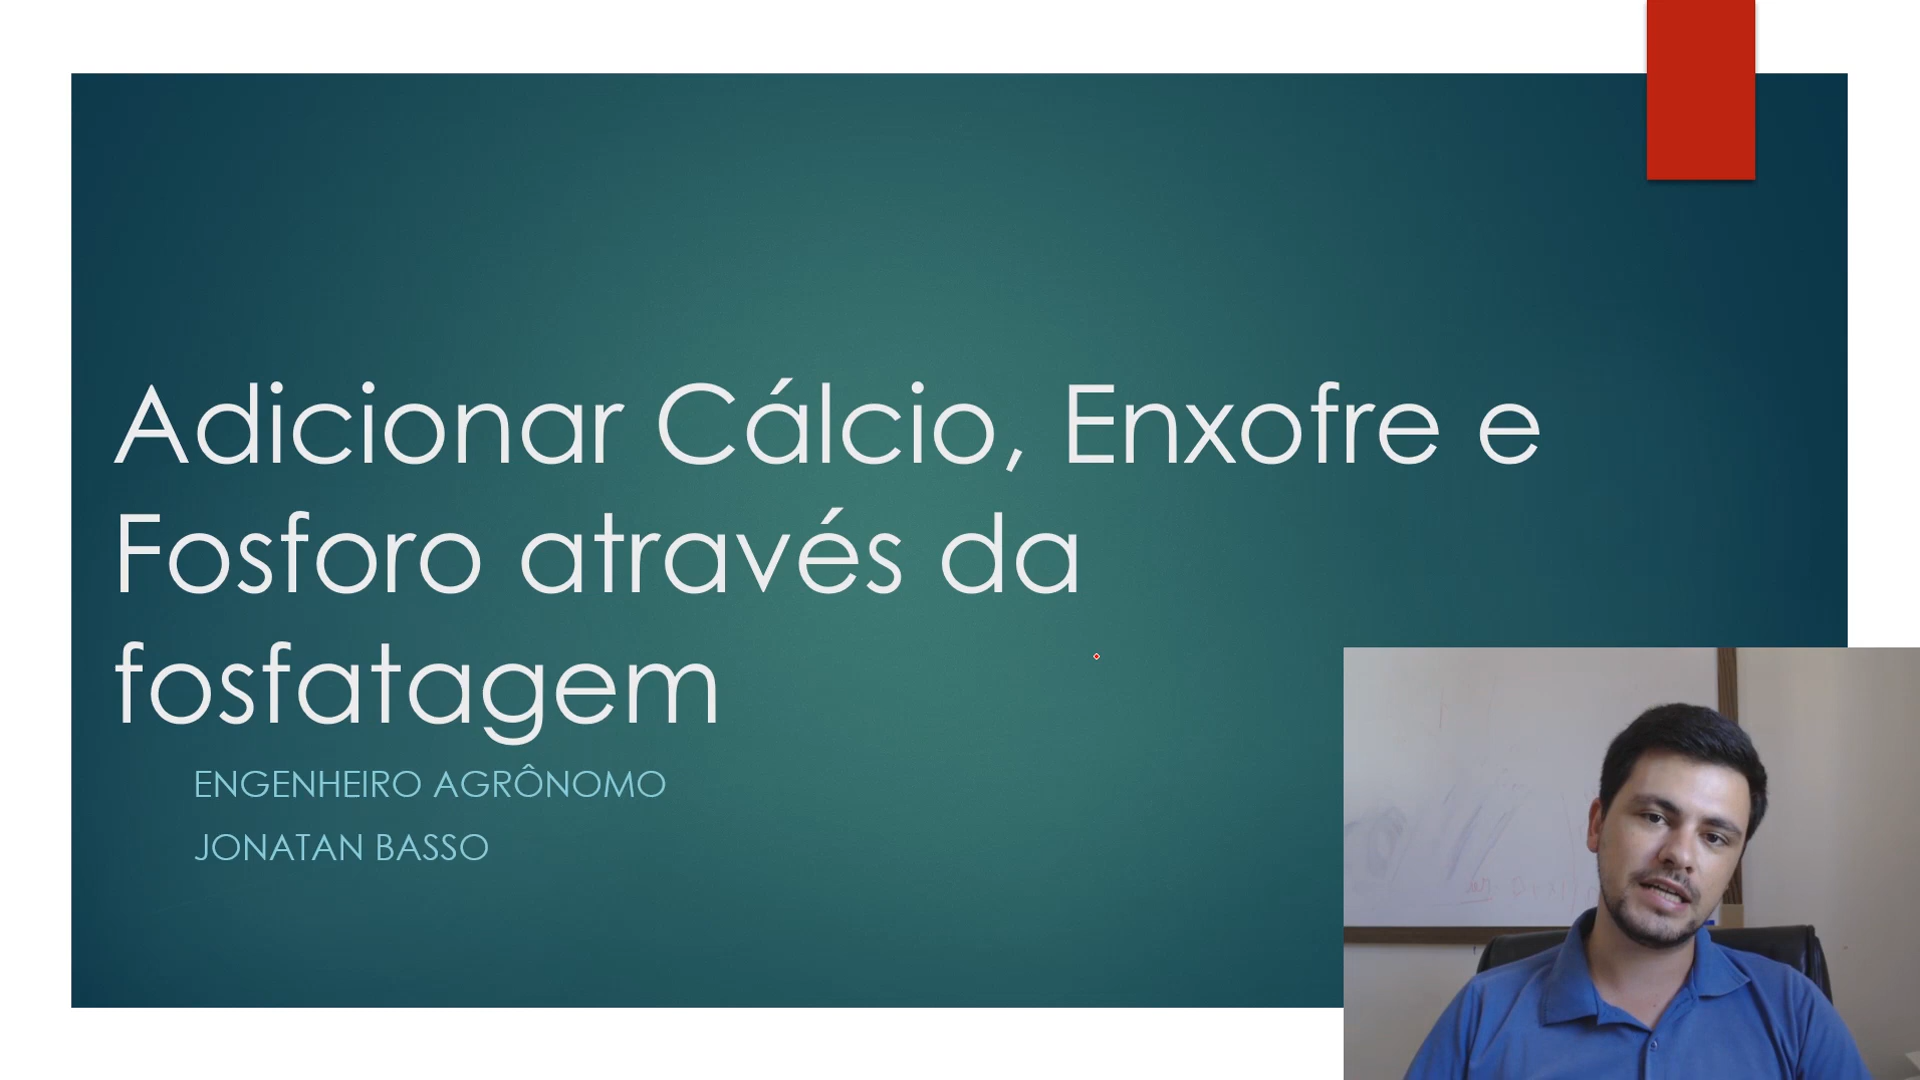 Adicionar Cálcio, Enxofre e
Fosforo através da
fosfatagem
ENGENHEIRO AGRÔNOMO
JONATAN BASSO